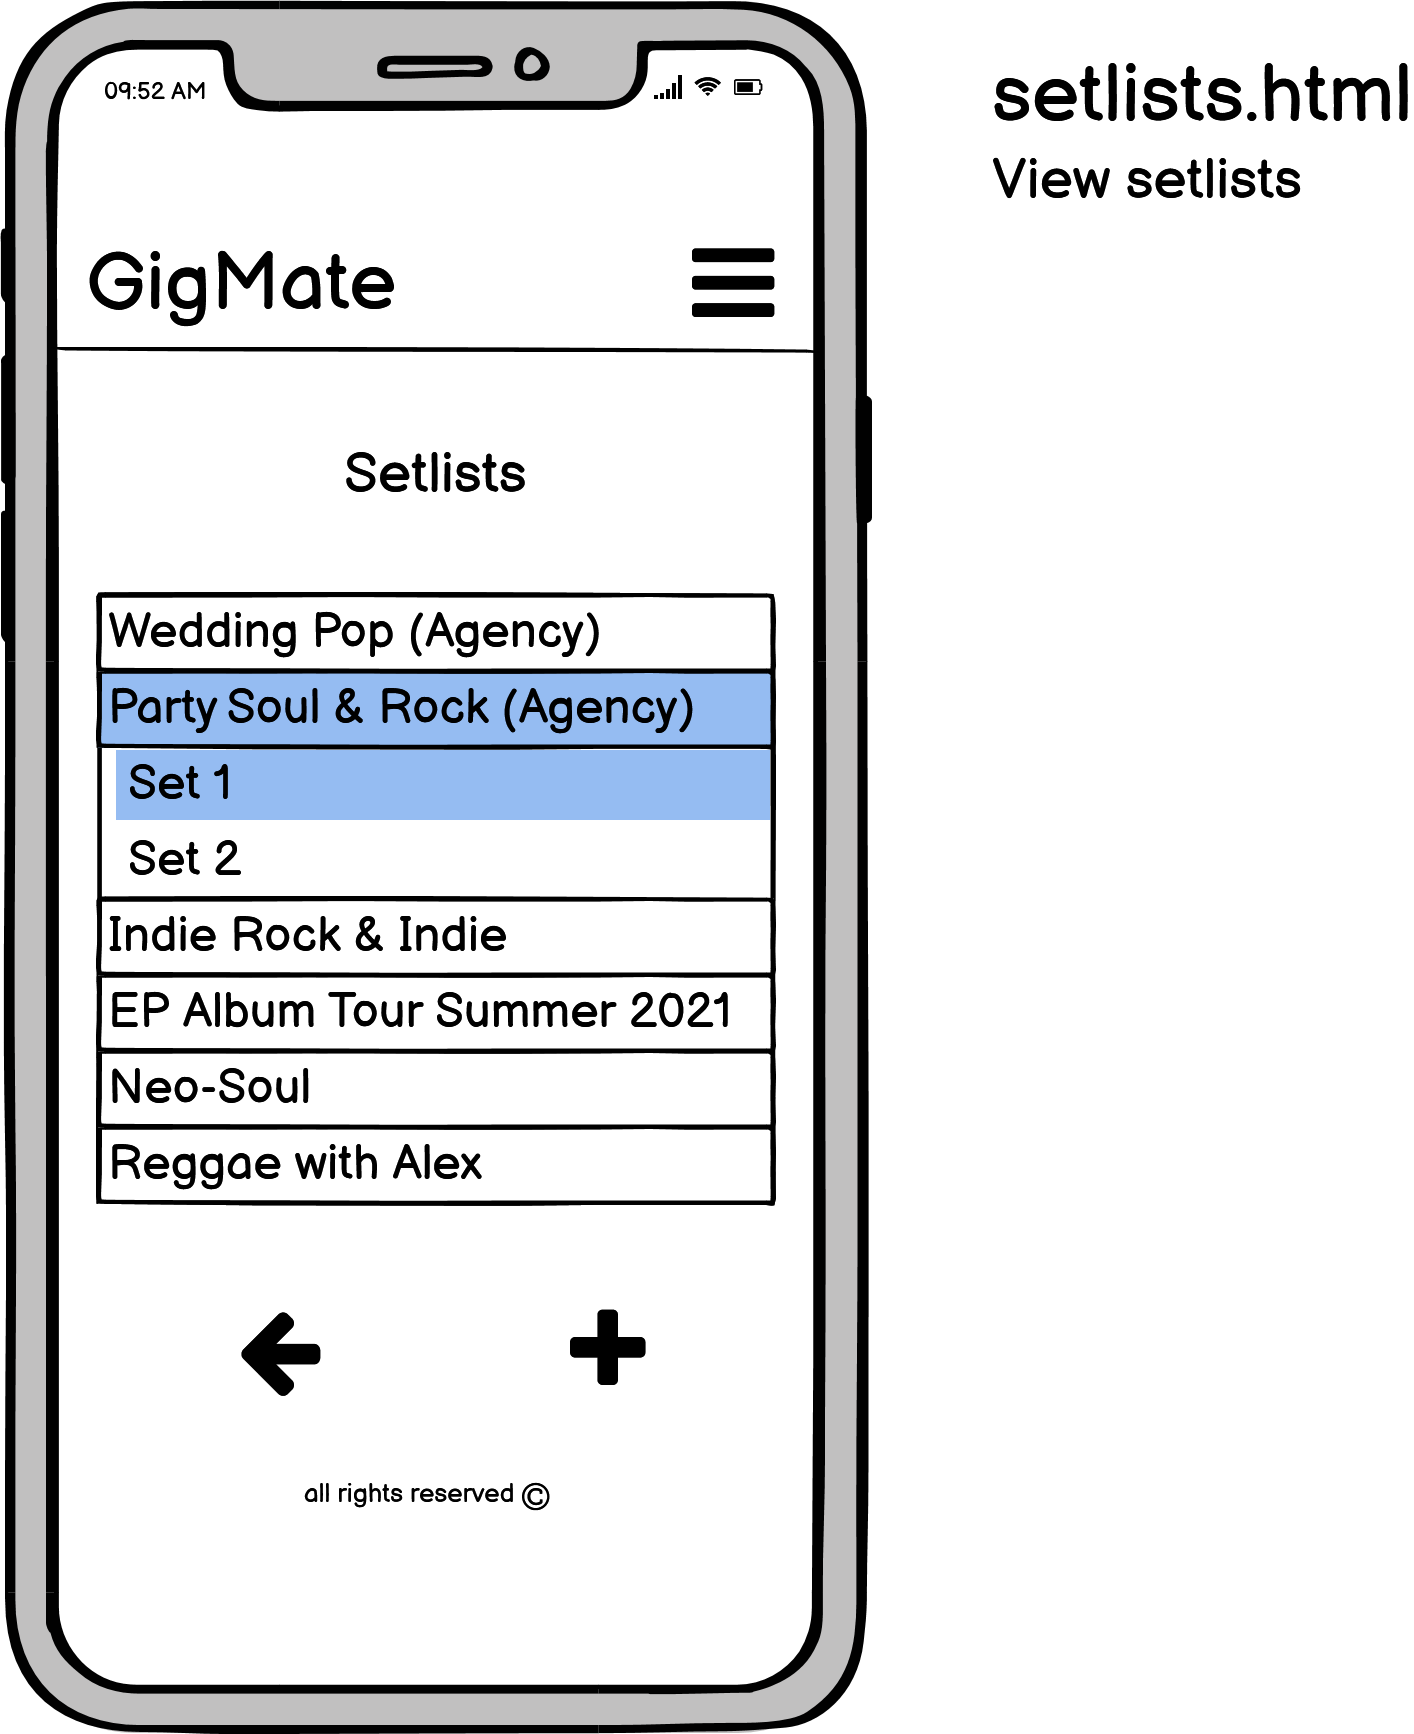 09:52 AM
setlists.html
View setlists
GigMate
Setlists
Wedding Pop (Agency)
Party Soul & Rock (Agency)
Set 1
Set 2
Indie Rock & Indie
EP Album Tour Summer 2021
Neo-Soul
Reggae with Alex
all rights reserved ©